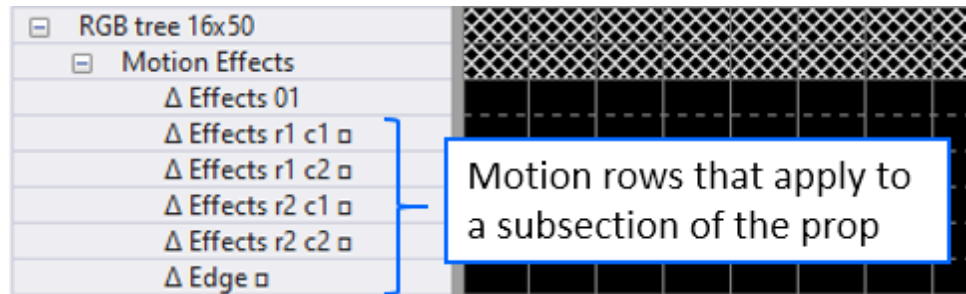 RGB tree 16x50
Motion Effects
Δ Effects 01
Δ Effects r1 c1 ¤
Δ Effects r1 c2 ¤
Δ Effects r2 c1 ¤
Δ Effects r2 c2 ¤
Δ Edge ¤
Motion rows that apply to
a subsection of the prop